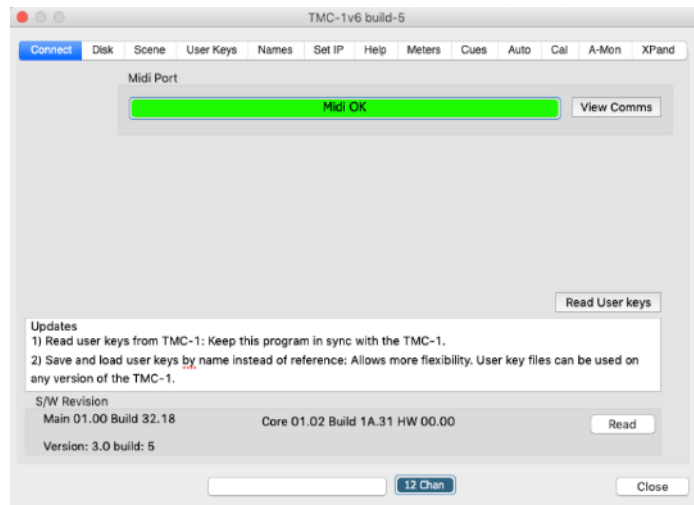 TMC-1v6 build-5
Connect Disk Scene User Keys Names Set IP Help Meters Cues Auto Cal A-Mon XPand
Midi Port
Midi OK View Comms
Read User keys
Updates
1) Read user keys from TMC-1: Keep this program in sync with the TMC-1.
2) Save and load user keys by name instead of reference: Allows more flexibility. User key files can be used on
any version of the TMC-1.
S/W Revision
Main 01.00 Build 32.18 Core 01.02 Build 1A.31 HW 00.00 Read
Version: 3.0 build: 5
12 Chan Close